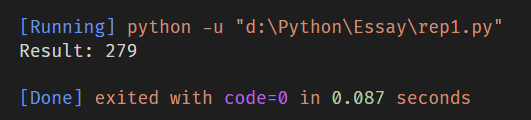 [Running] python -u "d:\Python\Essay\rep1.py"
Result: 279
[Done] exited with code=0 in 0.087 seconds